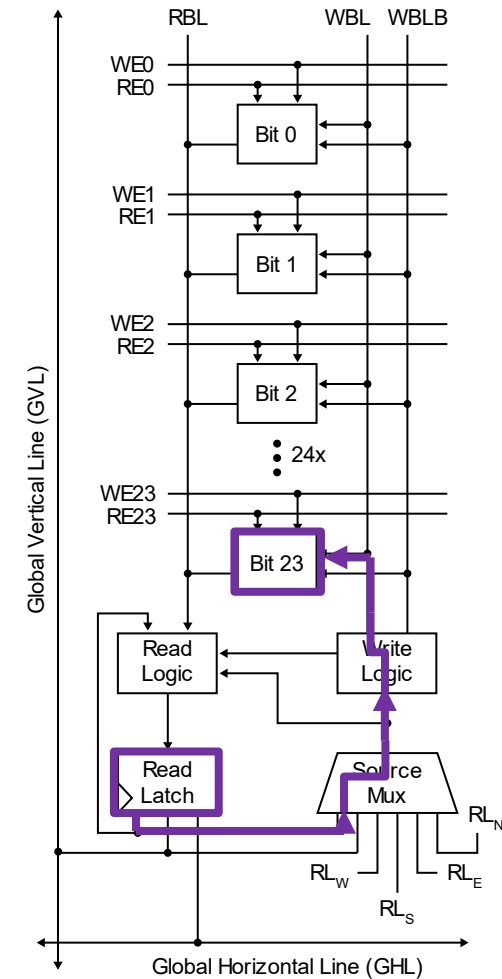 RBL WBL WBLB
WE0
RE0
Bit 0
WE1
RE1
Bit 1
WE2
RE2
Bit 2
24x
WE23
RE23
Bit 23
Global Vertical Line (GVL)
Read
Logic
Write
Logic
Read
Latch
Source
Mux
RL_N
RL_W
RL_E
RL_S
Global Horizontal Line (GHL)